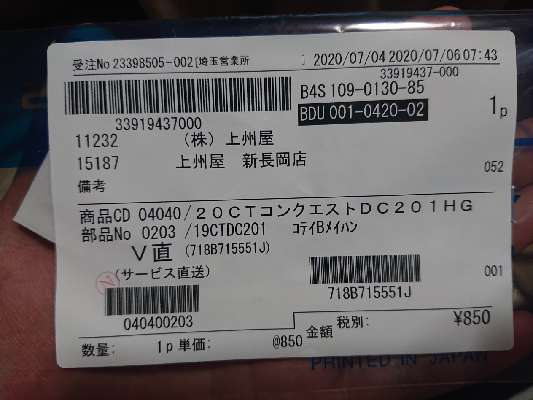 受注No 23398505-002 [埼玉営業所 2020/07/04 2020/07/06 07:43
33919437-000
B4S 109-0130-85
BDU 001-0420-02 1p
33919437000
11232 (株) 上州屋
15187 上州屋 新長岡店
備考 052
商品CD 04040/20CTコンクエストDC201HG
部品No 0203 /19CTDC201 コテイBメイハン
V直 (718B715551J)
(サービス直送) 001
040400203 718B715551J
数量: 1p 単価: @850 金額 税別: ¥850
PRINTED IN JAPAN